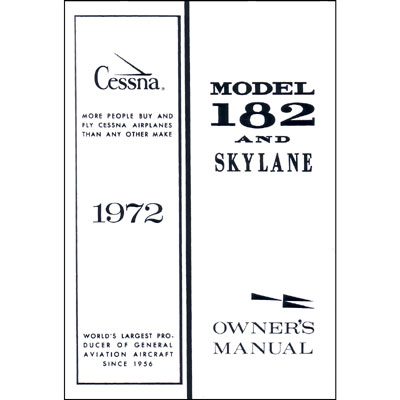 Cessna®
MORE PEOPLE BUY AND
FLY CESSNA AIRPLANES
THAN ANY OTHER MAKE
1972
WORLD'S LARGEST PRO-
DUCER OF GENERAL
AVIATION AIRCRAFT
SINCE 1956
MODEL
182
AND
SKYLANE
OWNER'S
MANUAL